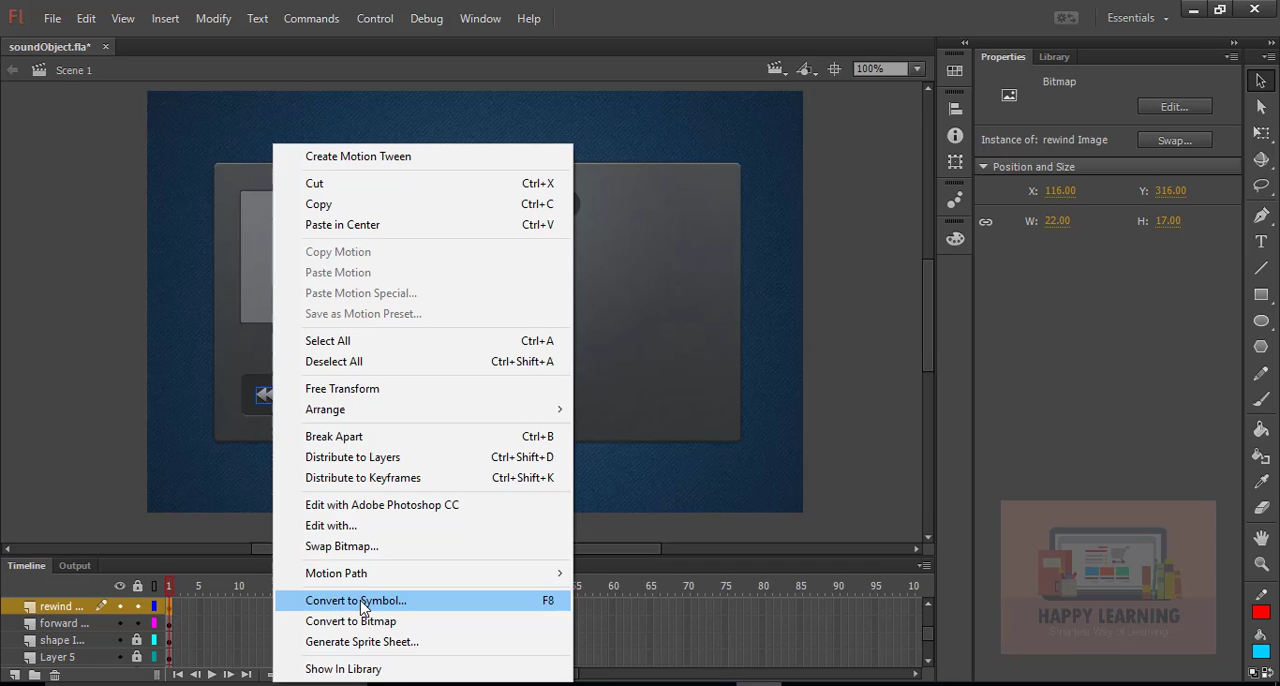 Fl File Edit View Insert Modify Text Commands Control Debug Window Help Essentials
soundObject.fla* ×
Scene 1 100%
Create Motion Tween
Cut Ctrl+X
Copy Ctrl+C
Paste in Center Ctrl+V
Copy Motion
Paste Motion
Paste Motion Special...
Save as Motion Preset...
Select All Ctrl+A
Deselect All Ctrl+Shift+A
Free Transform
Arrange
Break Apart Ctrl+B
Distribute to Layers Ctrl+Shift+D
Distribute to Keyframes Ctrl+Shift+K
Edit with Adobe Photoshop CC
Edit with...
Swap Bitmap...
Motion Path
Convert to Symbol... F8
Convert to Bitmap
Generate Sprite Sheet...
Show In Library
Properties Library
Bitmap
Edit...
Instance of: rewind Image Swap...
Position and Size
X: 116.00 Y: 316.00
W: 22.00 H: 17.00
HAPPY LEARNING
Timeline Output
1 5 10 55 60 65 70 75 80 85 90 95 100
rewind ...
forward ...
shape I...
Layer 5